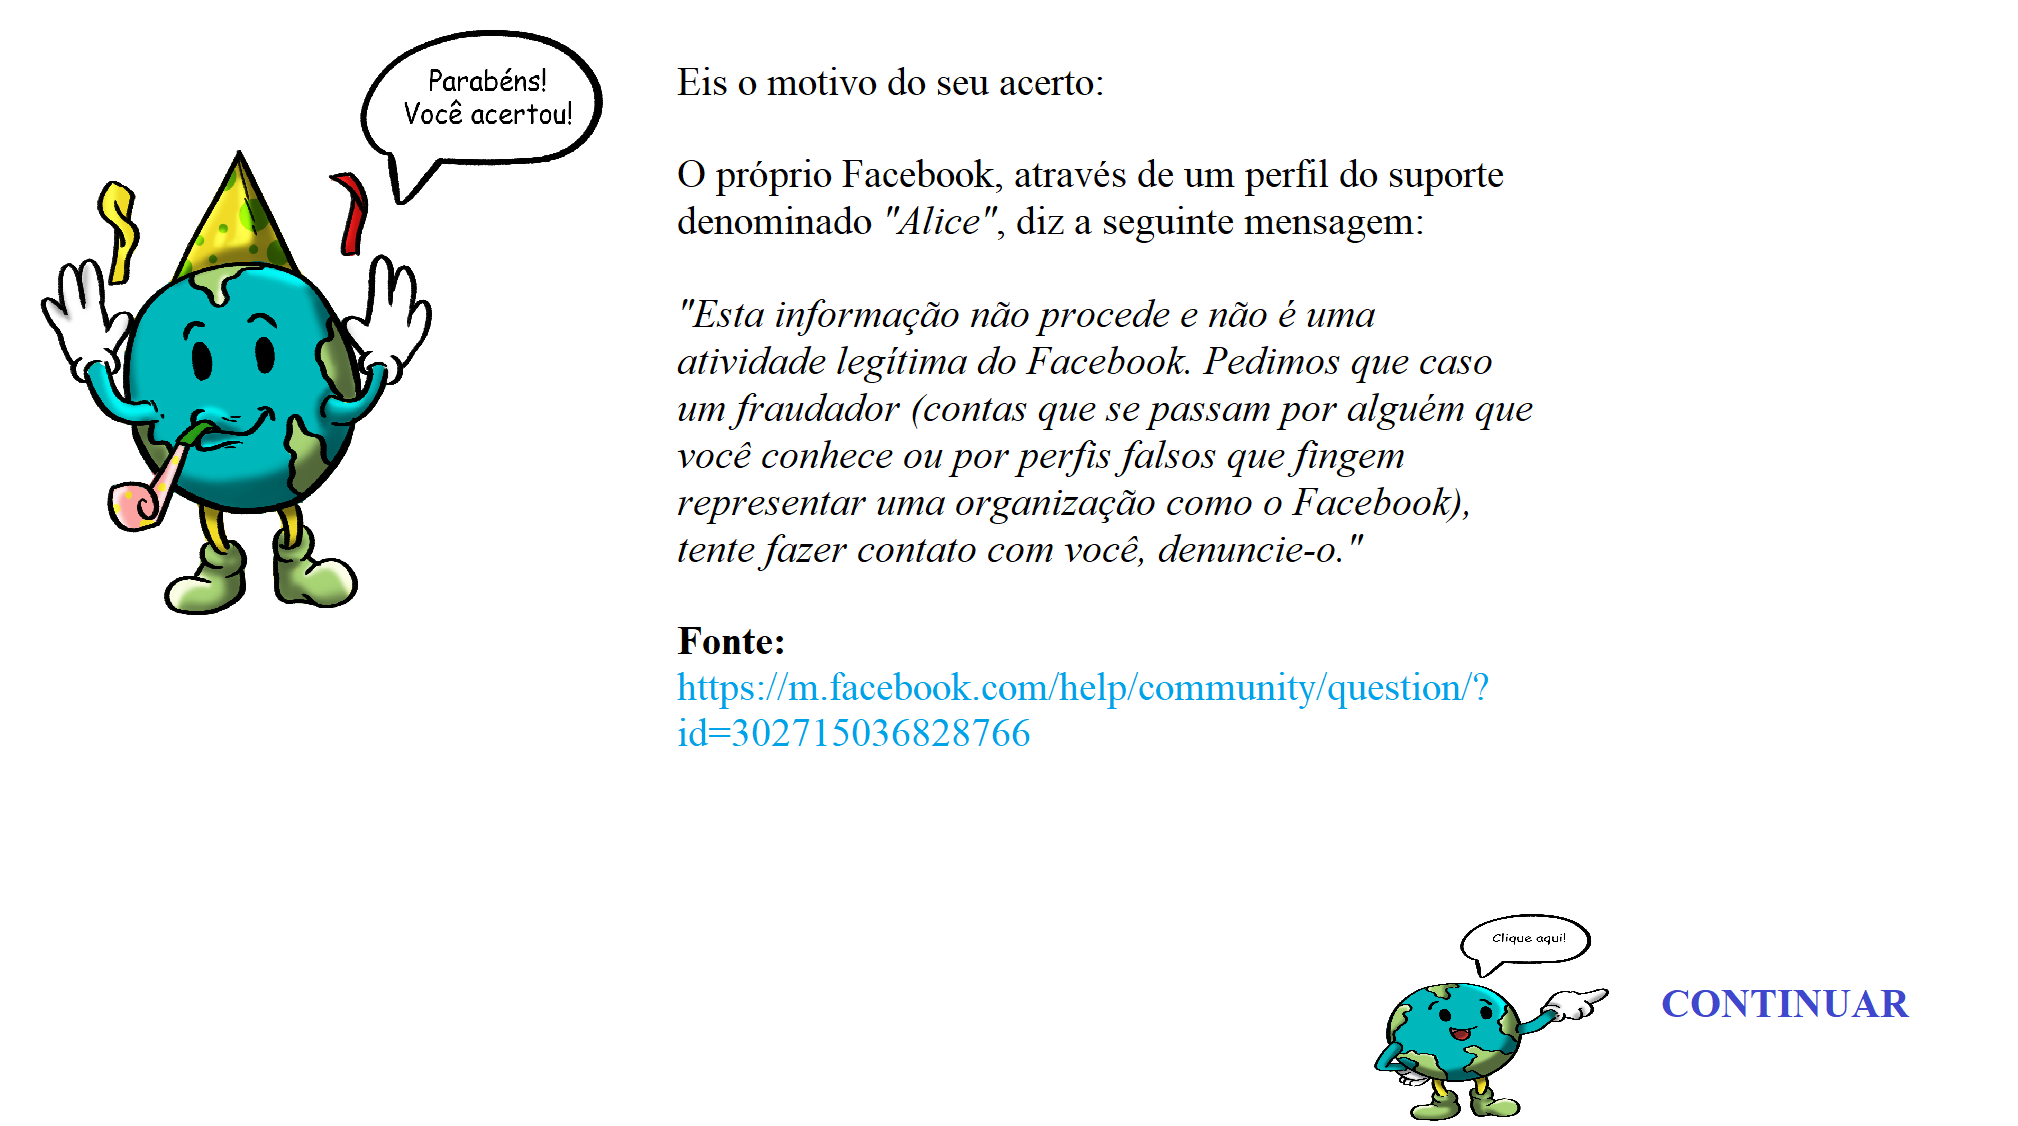 Parabéns!
Você acertou!
Eis o motivo do seu acerto:
O próprio Facebook, através de um perfil do suporte
denominado "Alice", diz a seguinte mensagem:
"Esta informação não procede e não é uma
atividade legítima do Facebook. Pedimos que caso
um fraudador (contas que se passam por alguém que
você conhece ou por perfis falsos que fingem
representar uma organização como o Facebook),
tente fazer contato com você, denuncie-o."
Fonte:
https://m.facebook.com/help/community/question/?
id=302715036828766
Clique aqui!
CONTINUAR